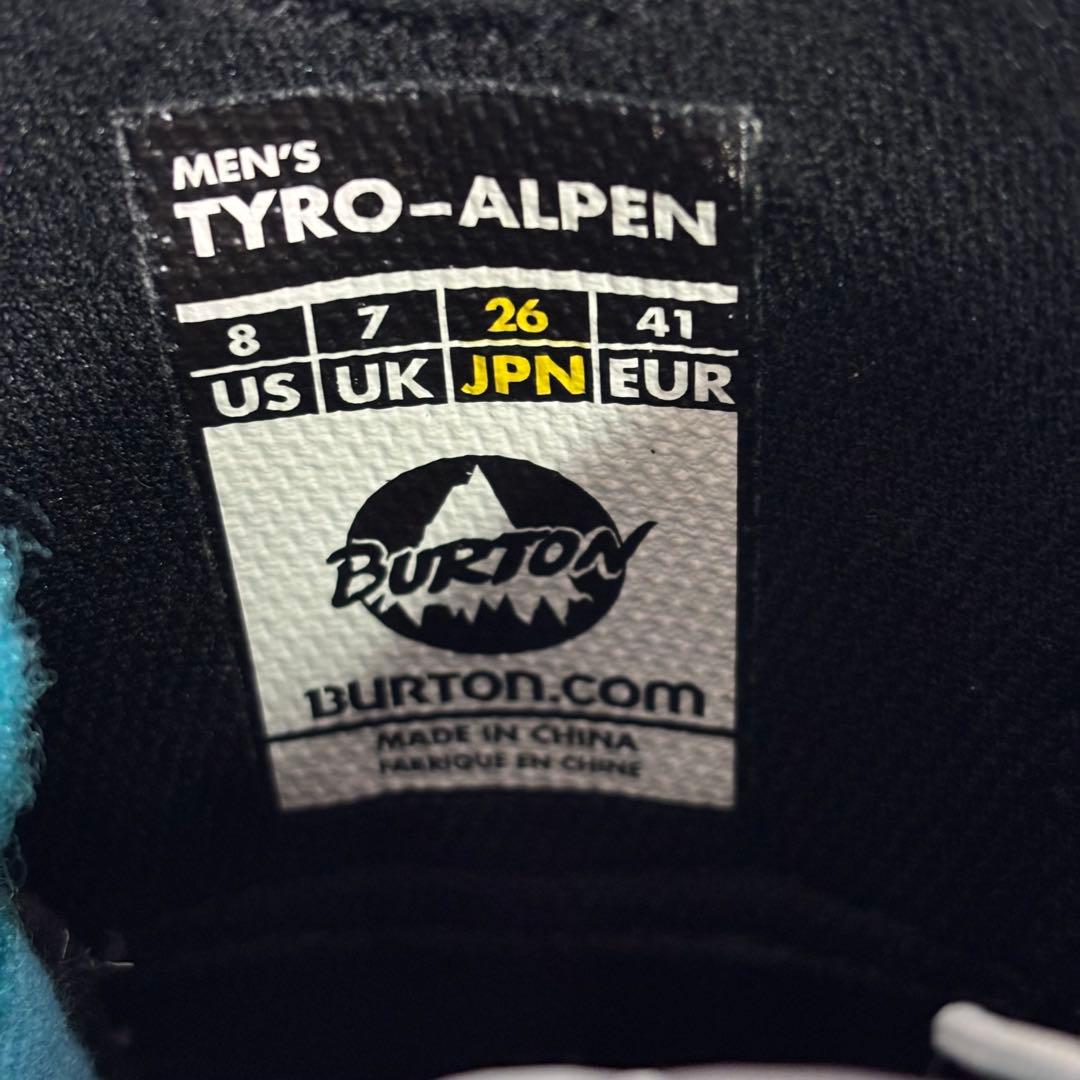 MEN'S
TYRO-ALPEN
8 7 26 41
US UK JPN EUR
BURTON
BURTON.COM
MADE IN CHINA
FABRIQUE EN CHINE